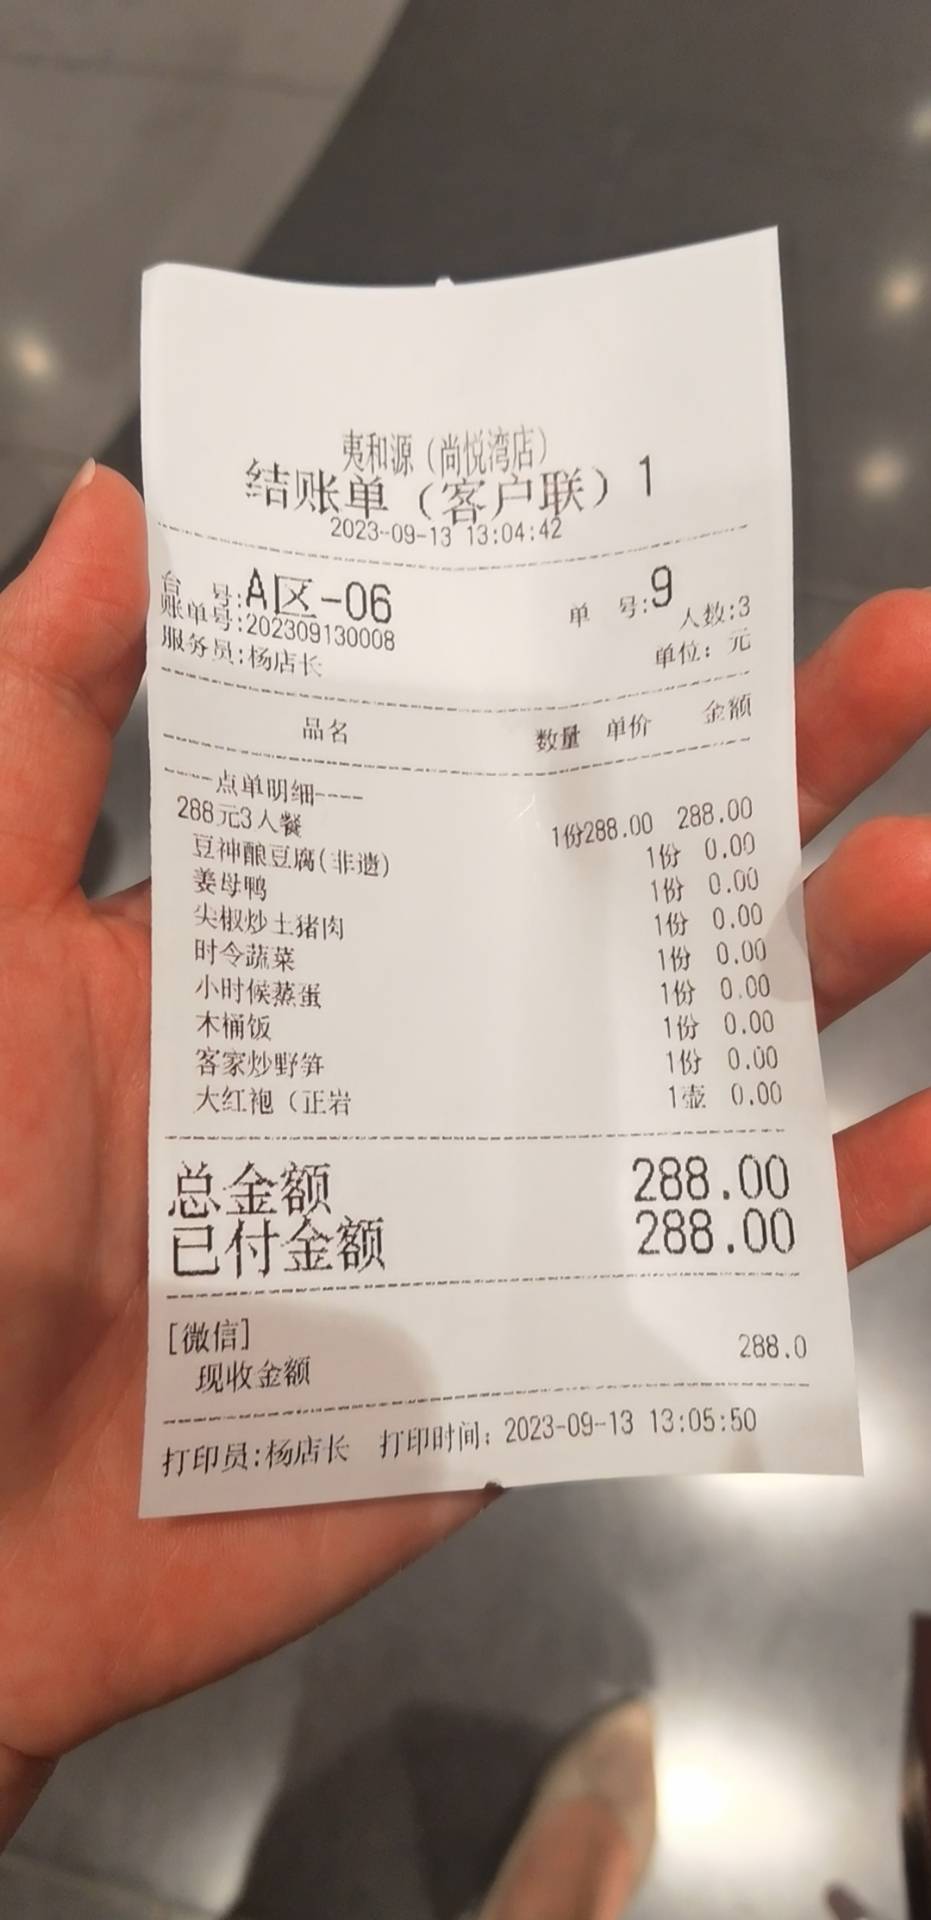 夷和源（尚悦湾店）
结账单（客户联）1
2023-09-13 13:04:42
台 号:A区-06 单 号:9
账单号:202309130008 人数:3
服务员:杨店长 单位：元
品名 数量 单价 金额
----点单明细----
288元3人餐 1份288.00 288.00
豆神酿豆腐(非遗) 1份 0.00
姜母鸭 1份 0.00
尖椒炒土猪肉 1份 0.00
时令蔬菜 1份 0.00
小时候蒸蛋 1份 0.00
木桶饭 1份 0.00
客家炒野笋 1份 0.00
大红袍（正岩 1壶 0.00
总金额 288.00
已付金额 288.00
[微信]
现收金额 288.0
打印员:杨店长 打印时间：2023-09-13 13:05:50